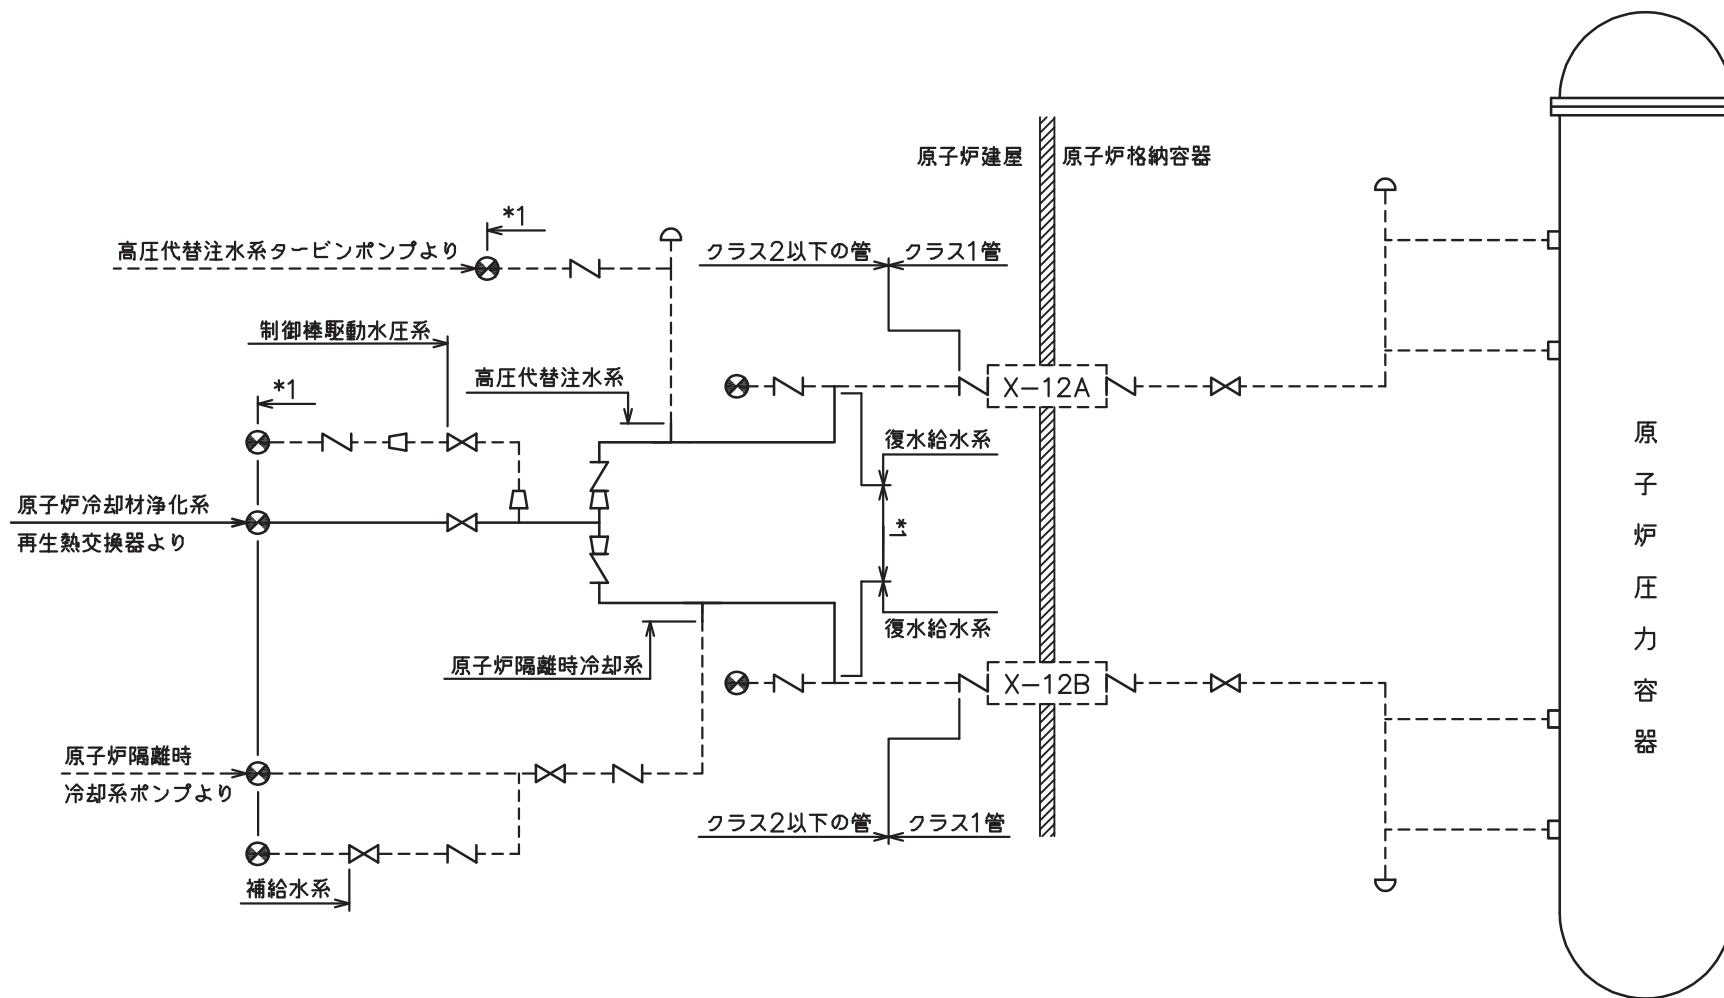 原子炉建屋
原子炉格納容器
*1
高圧代替注水系タービンポンプより
クラス2以下の管
クラス1管
制御棒駆動水圧系
高圧代替注水系
*1
X-12A
復水給水系
原子炉冷却材浄化系
再生熱交換器より
*1
復水給水系
原子炉隔離時冷却系
X-12B
原子炉隔離時
冷却系ポンプより
クラス2以下の管
クラス1管
補給水系
原子炉圧力容器